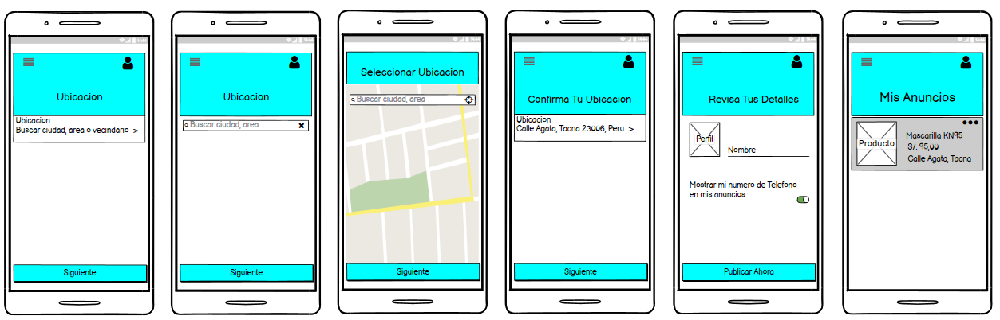 Ubicacion
Ubicacion
Buscar ciudad, area o vecindario >
Siguiente
Ubicacion
Buscar ciudad, area
Siguiente
Seleccionar Ubicacion
Buscar ciudad, area
Siguiente
Confirma Tu Ubicacion
Ubicacion
Calle Agata, Tacna 23006, Peru >
Siguiente
Revisa Tus Detalles
Perfil
Nombre
Mostrar mi numero de Telefono
en mis anuncios
Publicar Ahora
Mis Anuncios
Producto
Mascarilla KN95
S/. 95,00
Calle Agata, Tacna